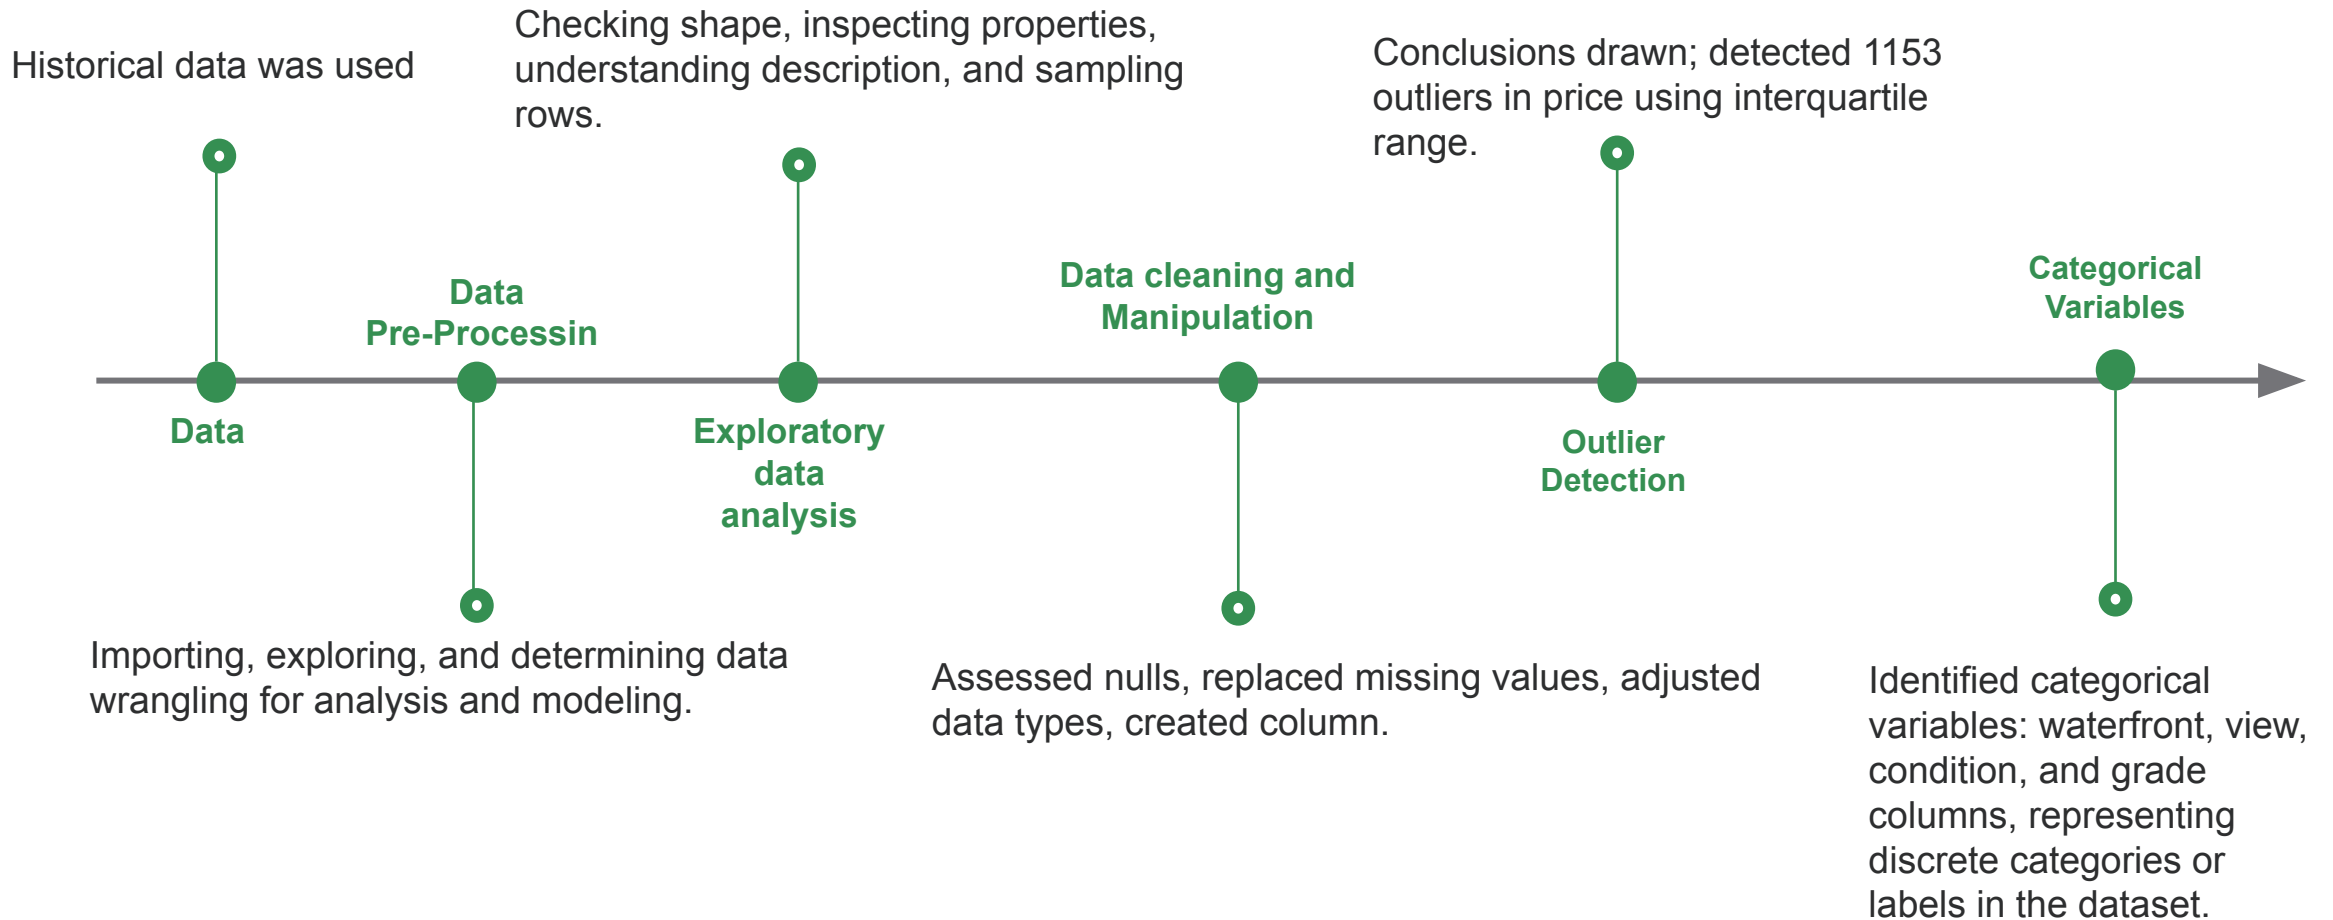 Historical data was used
Data
Data
Pre-Processin
Importing, exploring, and determining data
wrangling for analysis and modeling.
Checking shape, inspecting properties,
understanding description, and sampling
rows.
Exploratory
data
analysis
Data cleaning and
Manipulation
Assessed nulls, replaced missing values, adjusted
data types, created column.
Conclusions drawn; detected 1153
outliers in price using interquartile
range.
Outlier
Detection
Categorical
Variables
Identified categorical
variables: waterfront, view,
condition, and grade
columns, representing
discrete categories or
labels in the dataset.